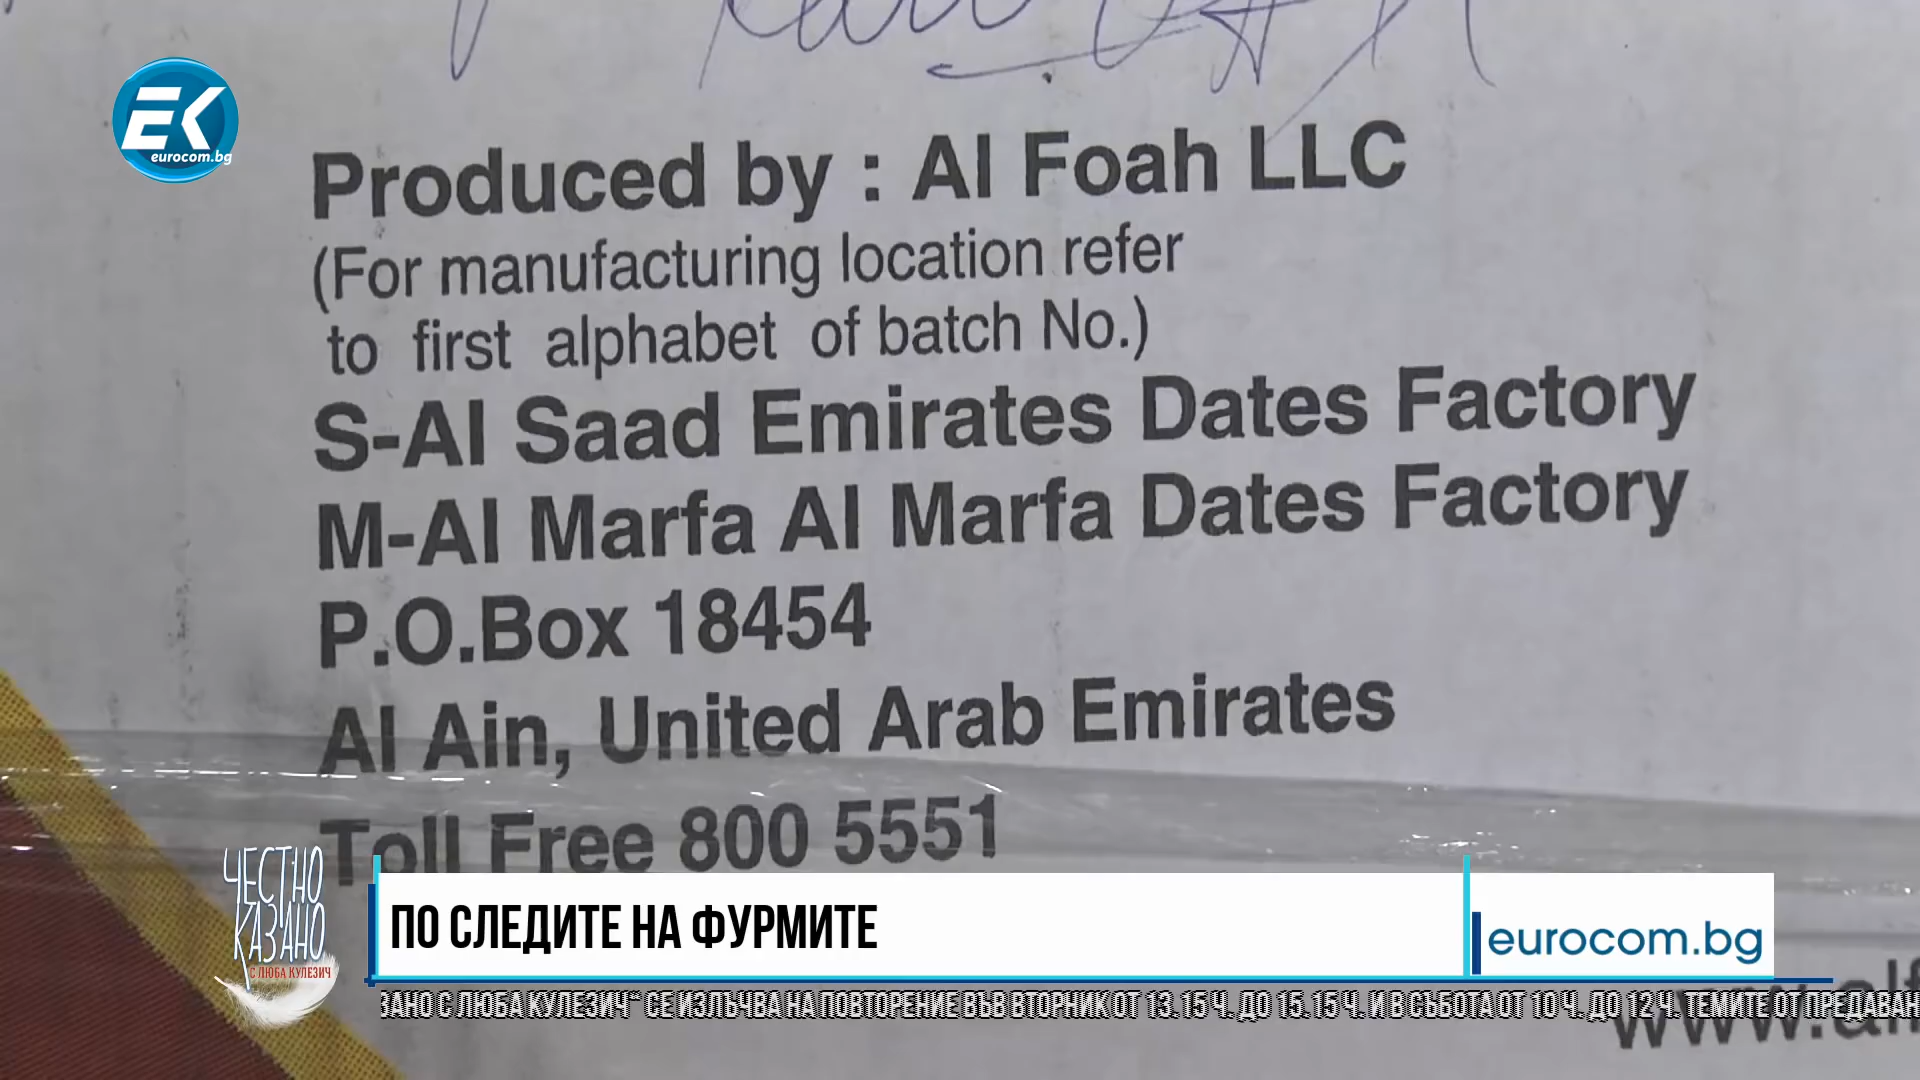 EK
eurocom.bg
Produced by : Al Foah LLC
(For manufacturing location refer
to first alphabet of batch No.)
S-Al Saad Emirates Dates Factory
M-Al Marfa Al Marfa Dates Factory
P.O.Box 18454
Al Ain, United Arab Emirates
Toll Free 800 5551
ЧЕСТНО
КАЗАНО
С ЛЮБА КУЛЕЗИЧ
ПО СЛЕДИТЕ НА ФУРМИТЕ
eurocom.bg
ЗАНО С ЛЮБА КУЛЕЗИЧ“ СЕ ИЗЛЪЧВА НА ПОВТОРЕНИЕ ВЪВ ВТОРНИК ОТ 13.15 Ч. ДО 15.15 Ч. И В СЪБОТА ОТ 10 Ч. ДО 12 Ч. ТЕМИТЕ ОТ ПРЕДАВАН
www.alf